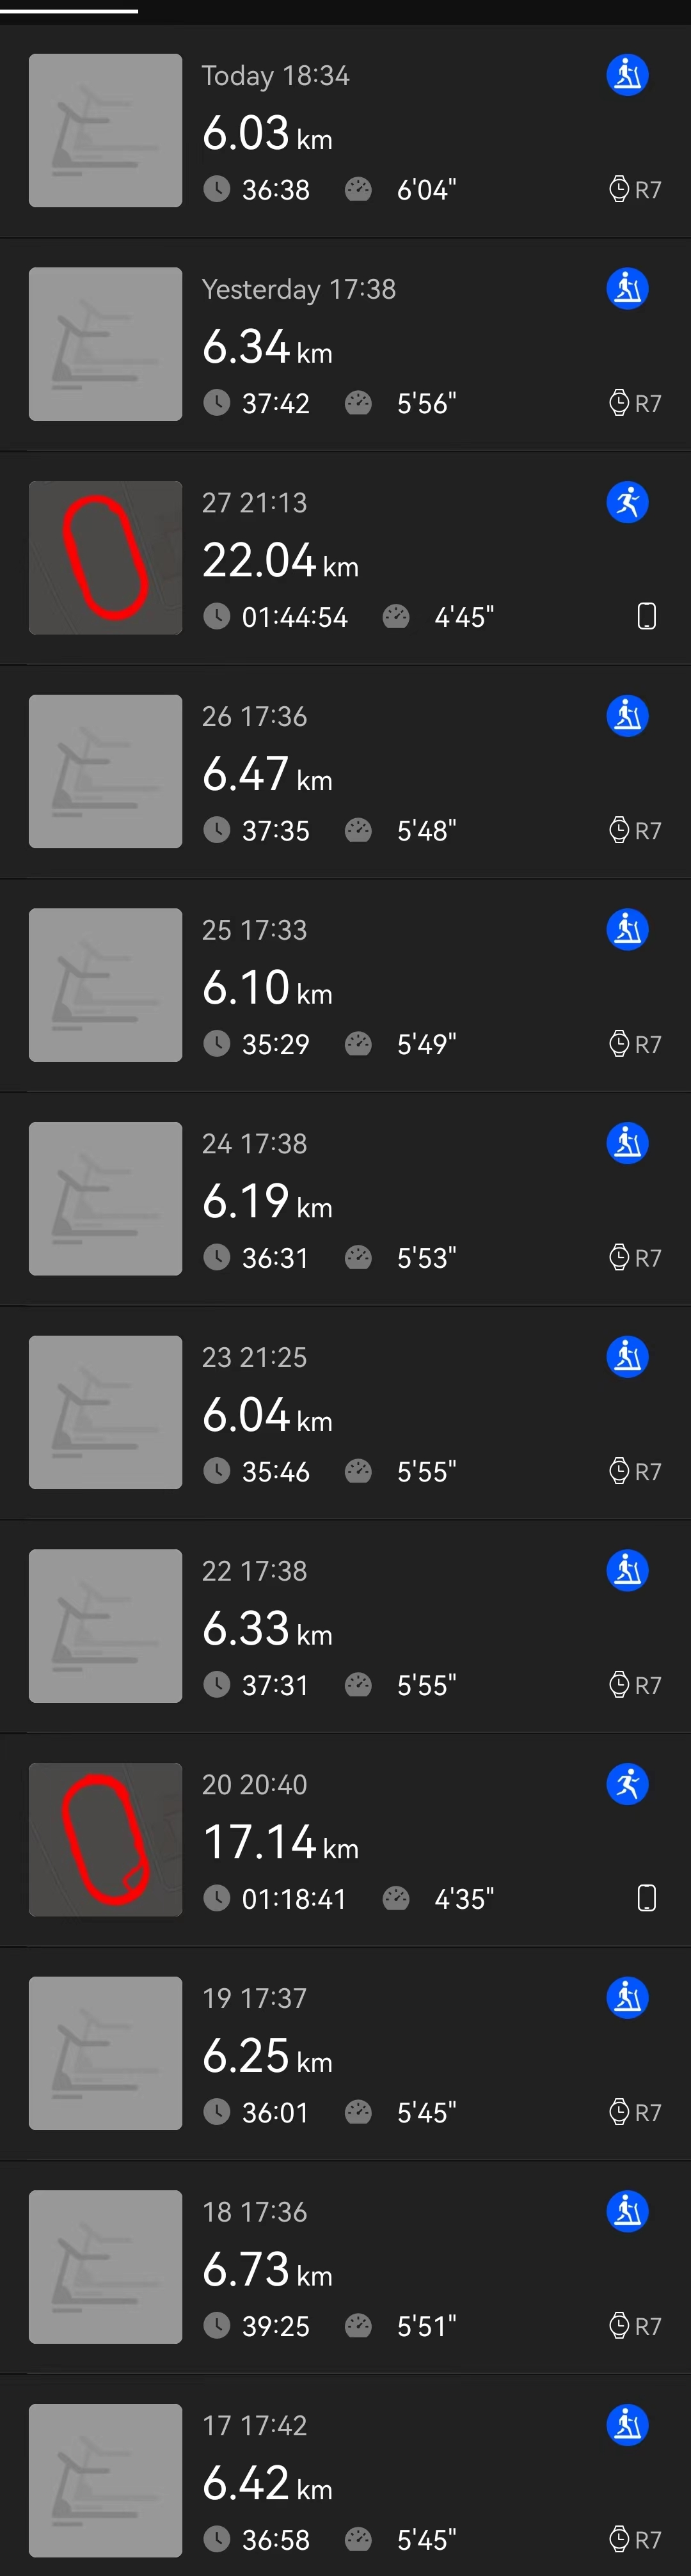 Today 18:34
6.03 km
36:38 6'04" R7
Yesterday 17:38
6.34 km
37:42 5'56" R7
27 21:13
22.04 km
01:44:54 4'45"
26 17:36
6.47 km
37:35 5'48" R7
25 17:33
6.10 km
35:29 5'49" R7
24 17:38
6.19 km
36:31 5'53" R7
23 21:25
6.04 km
35:46 5'55" R7
22 17:38
6.33 km
37:31 5'55" R7
20 20:40
17.14 km
01:18:41 4'35"
19 17:37
6.25 km
36:01 5'45" R7
18 17:36
6.73 km
39:25 5'51" R7
17 17:42
6.42 km
36:58 5'45" R7